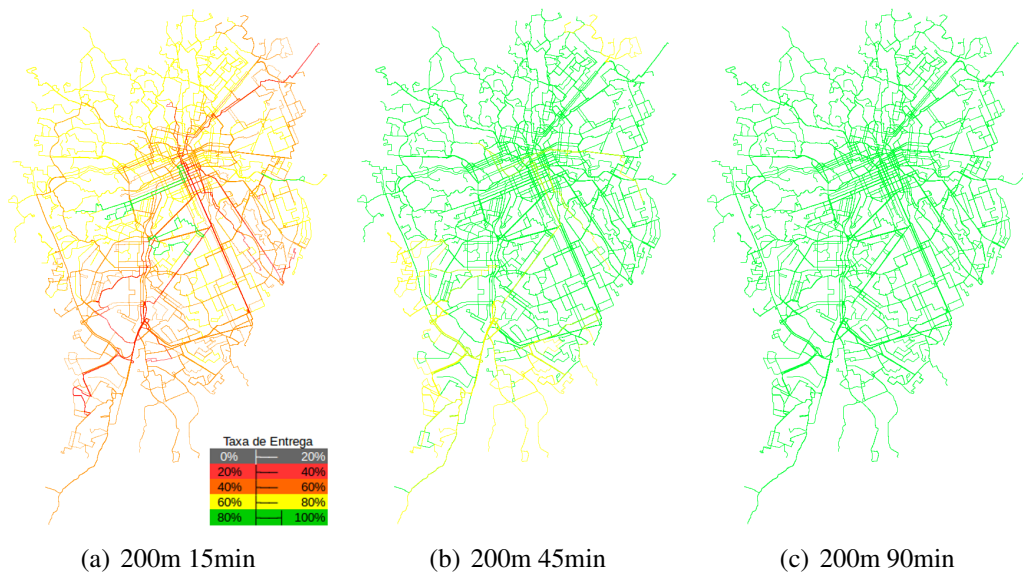 Taxa de Entrega
0% 20%
20% 40%
40% 60%
60% 80%
80% 100%
(a) 200m 15min
(b) 200m 45min
(c) 200m 90min